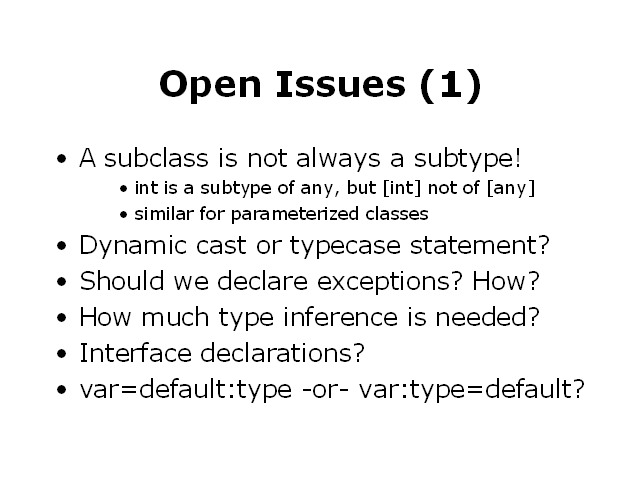 Open Issues (1)
• A subclass is not always a subtype!
• int is a subtype of any, but [int] not of [any]
• similar for parameterized classes
• Dynamic cast or typecase statement?
• Should we declare exceptions? How?
• How much type inference is needed?
• Interface declarations?
• var=default:type -or- var:type=default?